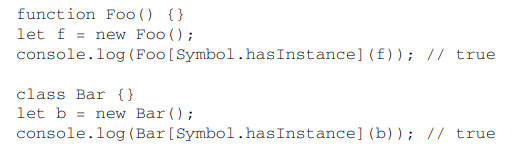 function Foo() {}
let f = new Foo();
console.log(Foo[Symbol.hasInstance](f)); // true
class Bar {}
let b = new Bar();
console.log(Bar[Symbol.hasInstance](b)); // true